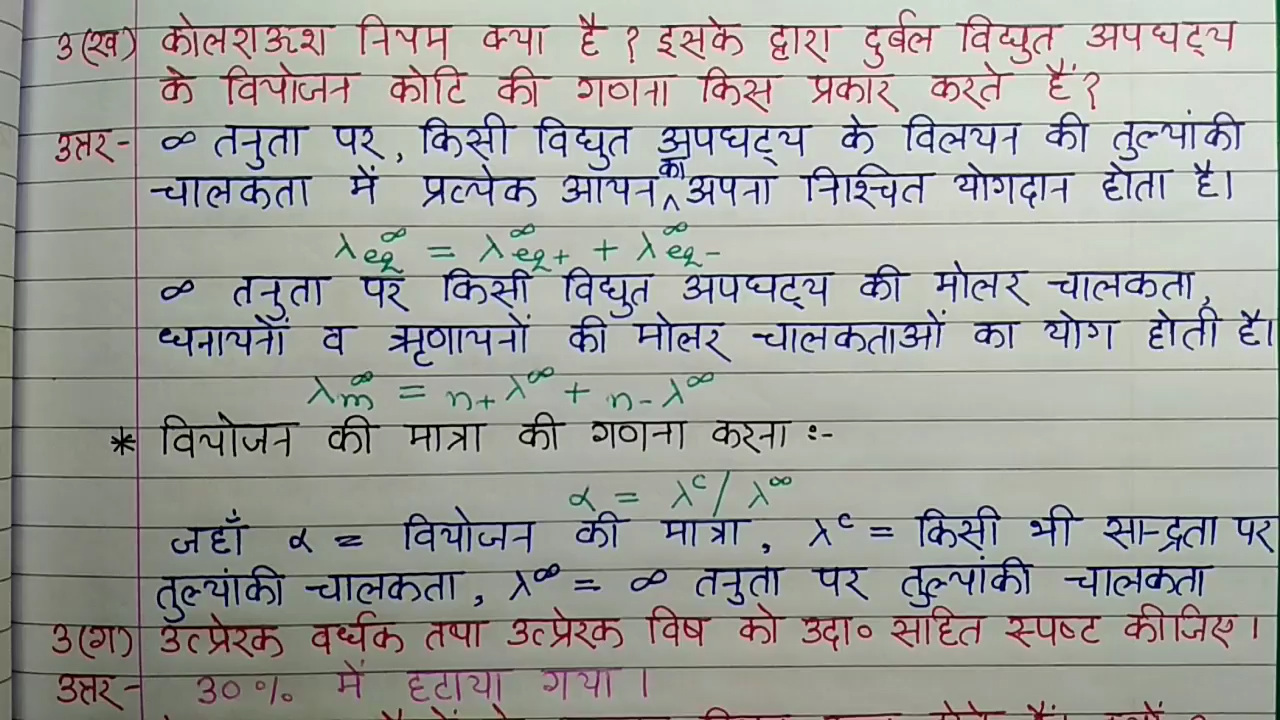 3(ख) कोलराऊश नियम क्या है ? इसके द्वारा दुर्बल विद्युत अपघट्य
के वियोजन कोटि की गणना किस प्रकार करते हैं?
उत्तर- ∞ तनुता पर, किसी विद्युत अपघट्य के विलयन की तुल्यांकी
चालकता में प्रत्येक आयन का अपना निश्चित योगदान होता है।
λ∞eq = λ∞eq+ + λ∞eq-
∞ तनुता पर किसी विद्युत अपघट्य की मोलर चालकता,
धनायनों व ऋृणायनों की मोलर चालकताओं का योग होती है।
λ∞m = n+ λ∞ + n- λ∞
* वियोजन की मात्रा की गणना करना :-
α = λc / λ∞
जहाँ α = वियोजन की मात्रा, λc = किसी भी सान्द्रता पर
तुल्यांकी चालकता, λ∞ = ∞ तनुता पर तुल्यांकी चालकता
3(ग) उत्प्रेरक वर्धक तथा उत्प्रेरक विष को उदा० सहित स्पष्ट कीजिए।
उत्तर- 30% में हटाया गया।